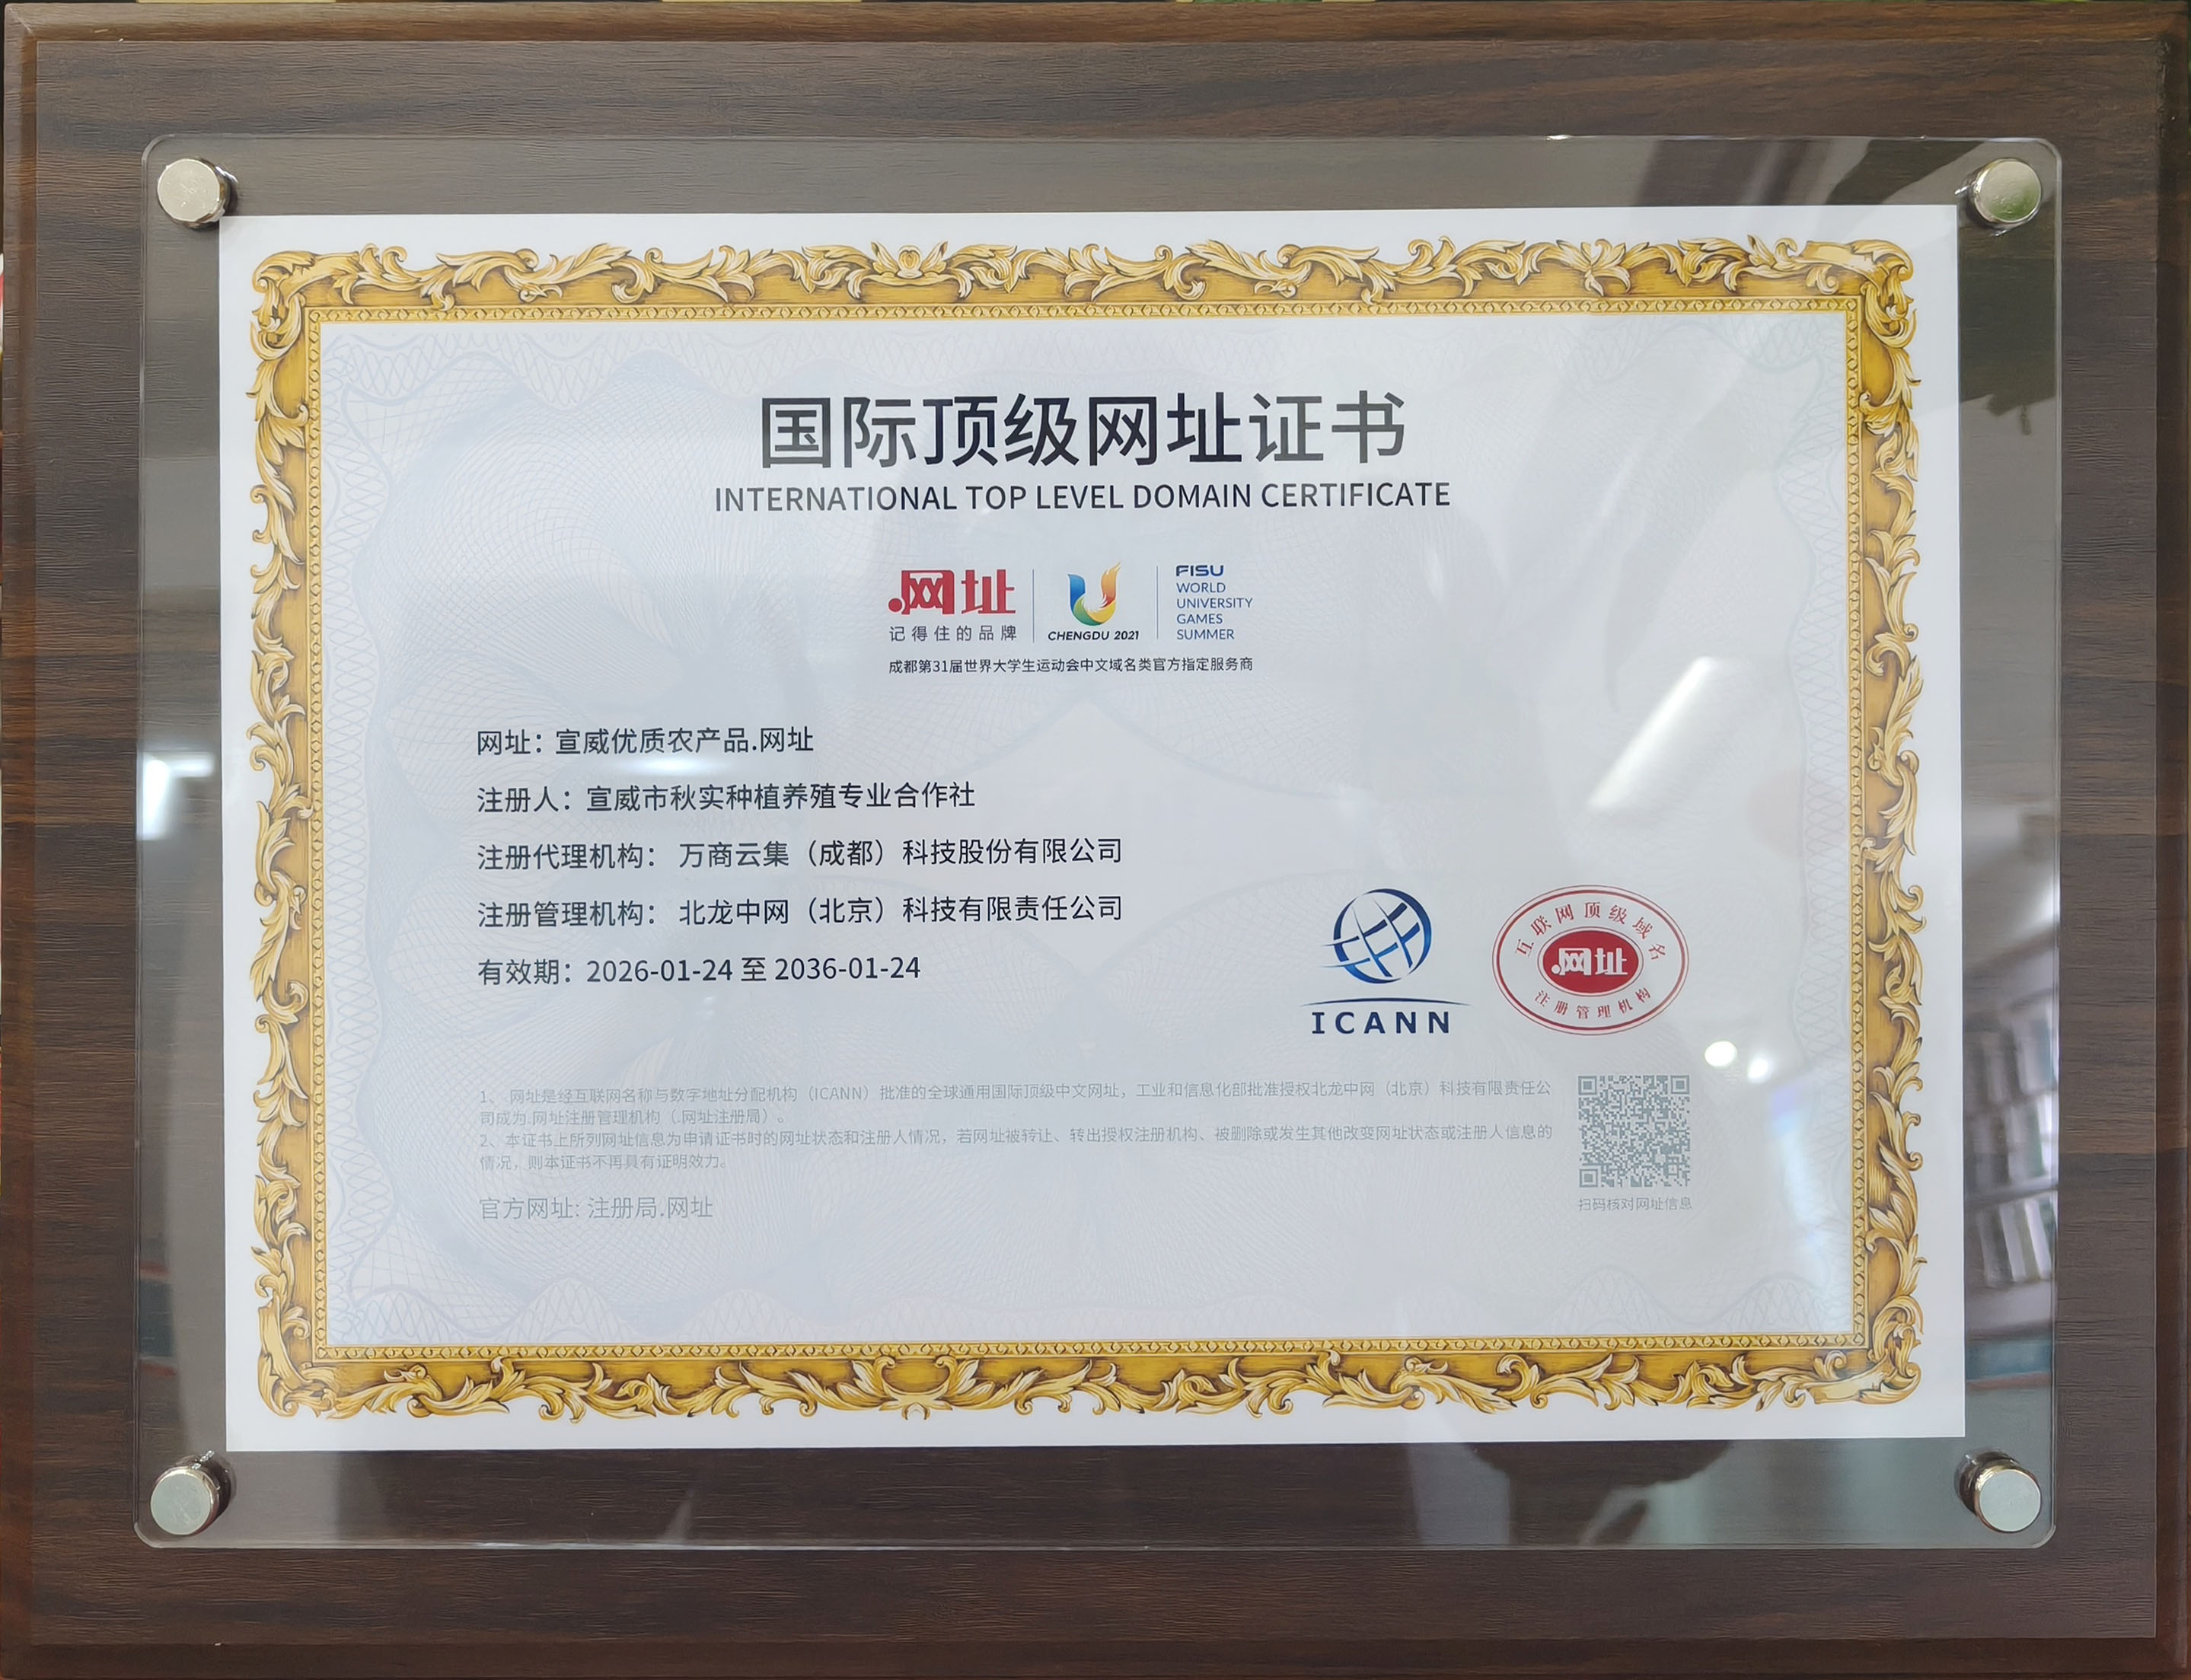 国际顶级网址证书
INTERNATIONAL TOP LEVEL DOMAIN CERTIFICATE
.网址
记得住的品牌
CHENGDU 2021
FISU
WORLD
UNIVERSITY
GAMES
SUMMER
成都第31届世界大学生运动会中文域名类官方指定服务商
网址：宣威优质农产品.网址
注册人：宣威市秋实种植养殖专业合作社
注册代理机构： 万商云集（成都）科技股份有限公司
注册管理机构： 北龙中网（北京）科技有限责任公司
有效期：2026-01-24 至 2036-01-24
ICANN
互联网顶级域名
.网址
注册管理机构
1、 网址是经互联网名称与数字地址分配机构（ICANN）批准的全球通用国际顶级中文网址，工业和信息化部批准授权北龙中网（北京）科技有限责任公
司成为.网址注册管理机构（.网址注册局）。
2、本证书上所列网址信息为申请证书时的网址状态和注册人情况，若网址被转让、转出授权注册机构、被删除或发生其他改变网址状态或注册人信息的
情况，则本证书不再具有证明效力。
官方网址: 注册局.网址
扫码核对网址信息